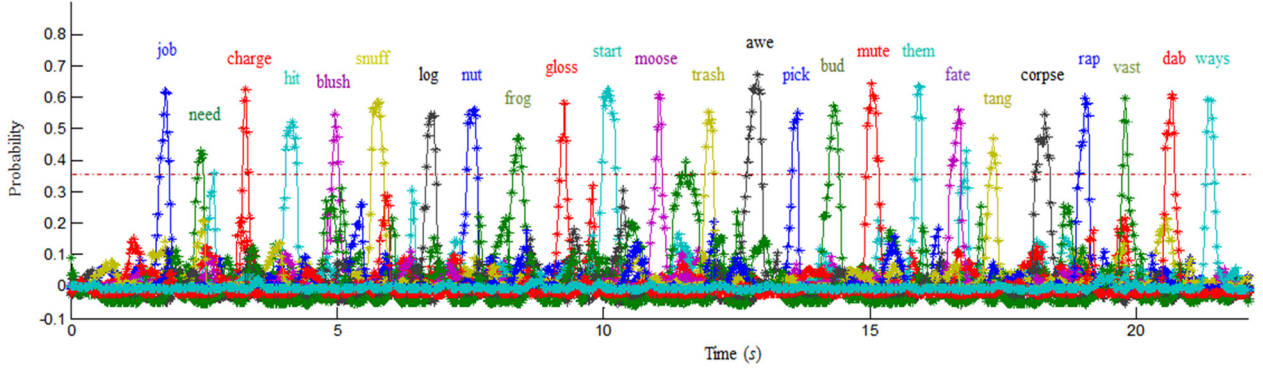 0.8
0.7
0.6
0.5
0.4
0.3
0.2
0.1
0
-0.1
Probability
job need charge hit blush snuff log nut frog gloss start moose trash awe pick bud mute them fate tang corpse rap vast dab ways
0 5 10 15 20
Time (s)